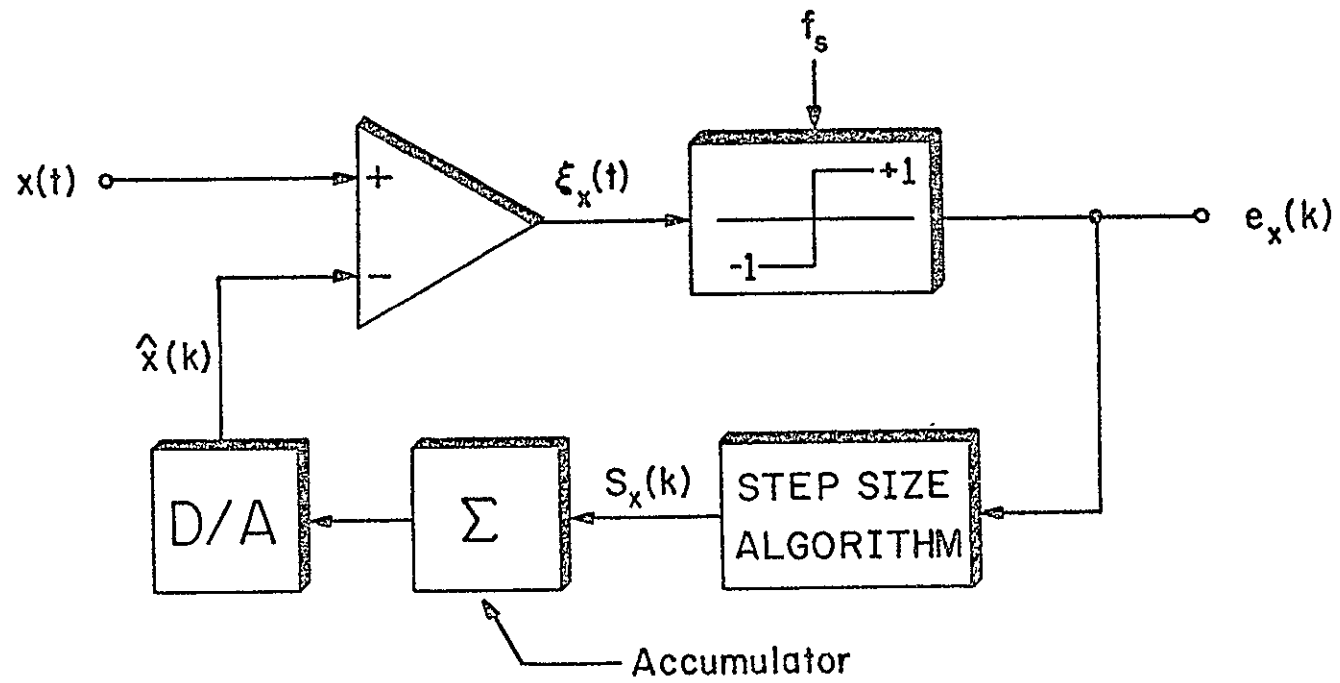 f_s
x(t)
+
ξ_x(t)
+1
-1
e_x(k)
−
x̂(k)
D/A
Σ
S_x(k)
STEP SIZE
ALGORITHM
Accumulator